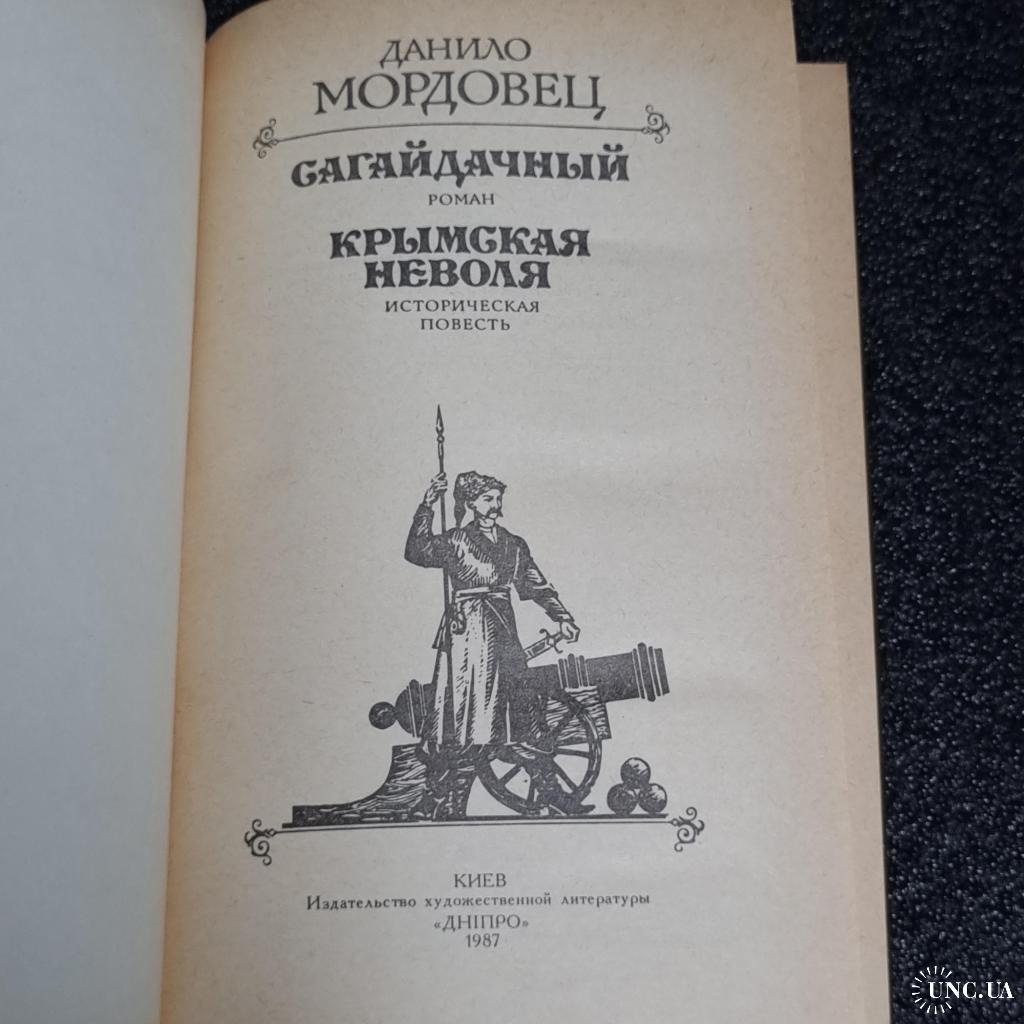 ДАНИЛО
МОРДОВЕЦ
САГАЙДАЧНЫЙ
РОМАН
КРЫМСКАЯ
НЕВОЛЯ
ИСТОРИЧЕСКАЯ
ПОВЕСТЬ
КИЕВ
Издательство художественной литературы
«ДНІПРО»
1987
UNC.UA